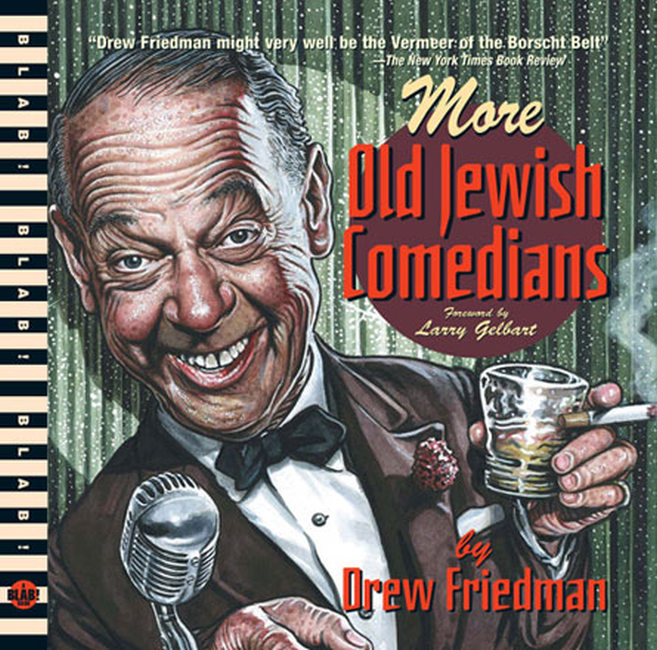 "Drew Friedman might very well be the Vermeer of the Borscht Belt"
—The New York Times Book Review
More
Old Jewish
Comedians
Foreword by
Larry Gelbart
by
Drew Friedman
BLAB!
BLAB!
BLAB!
BLAB!